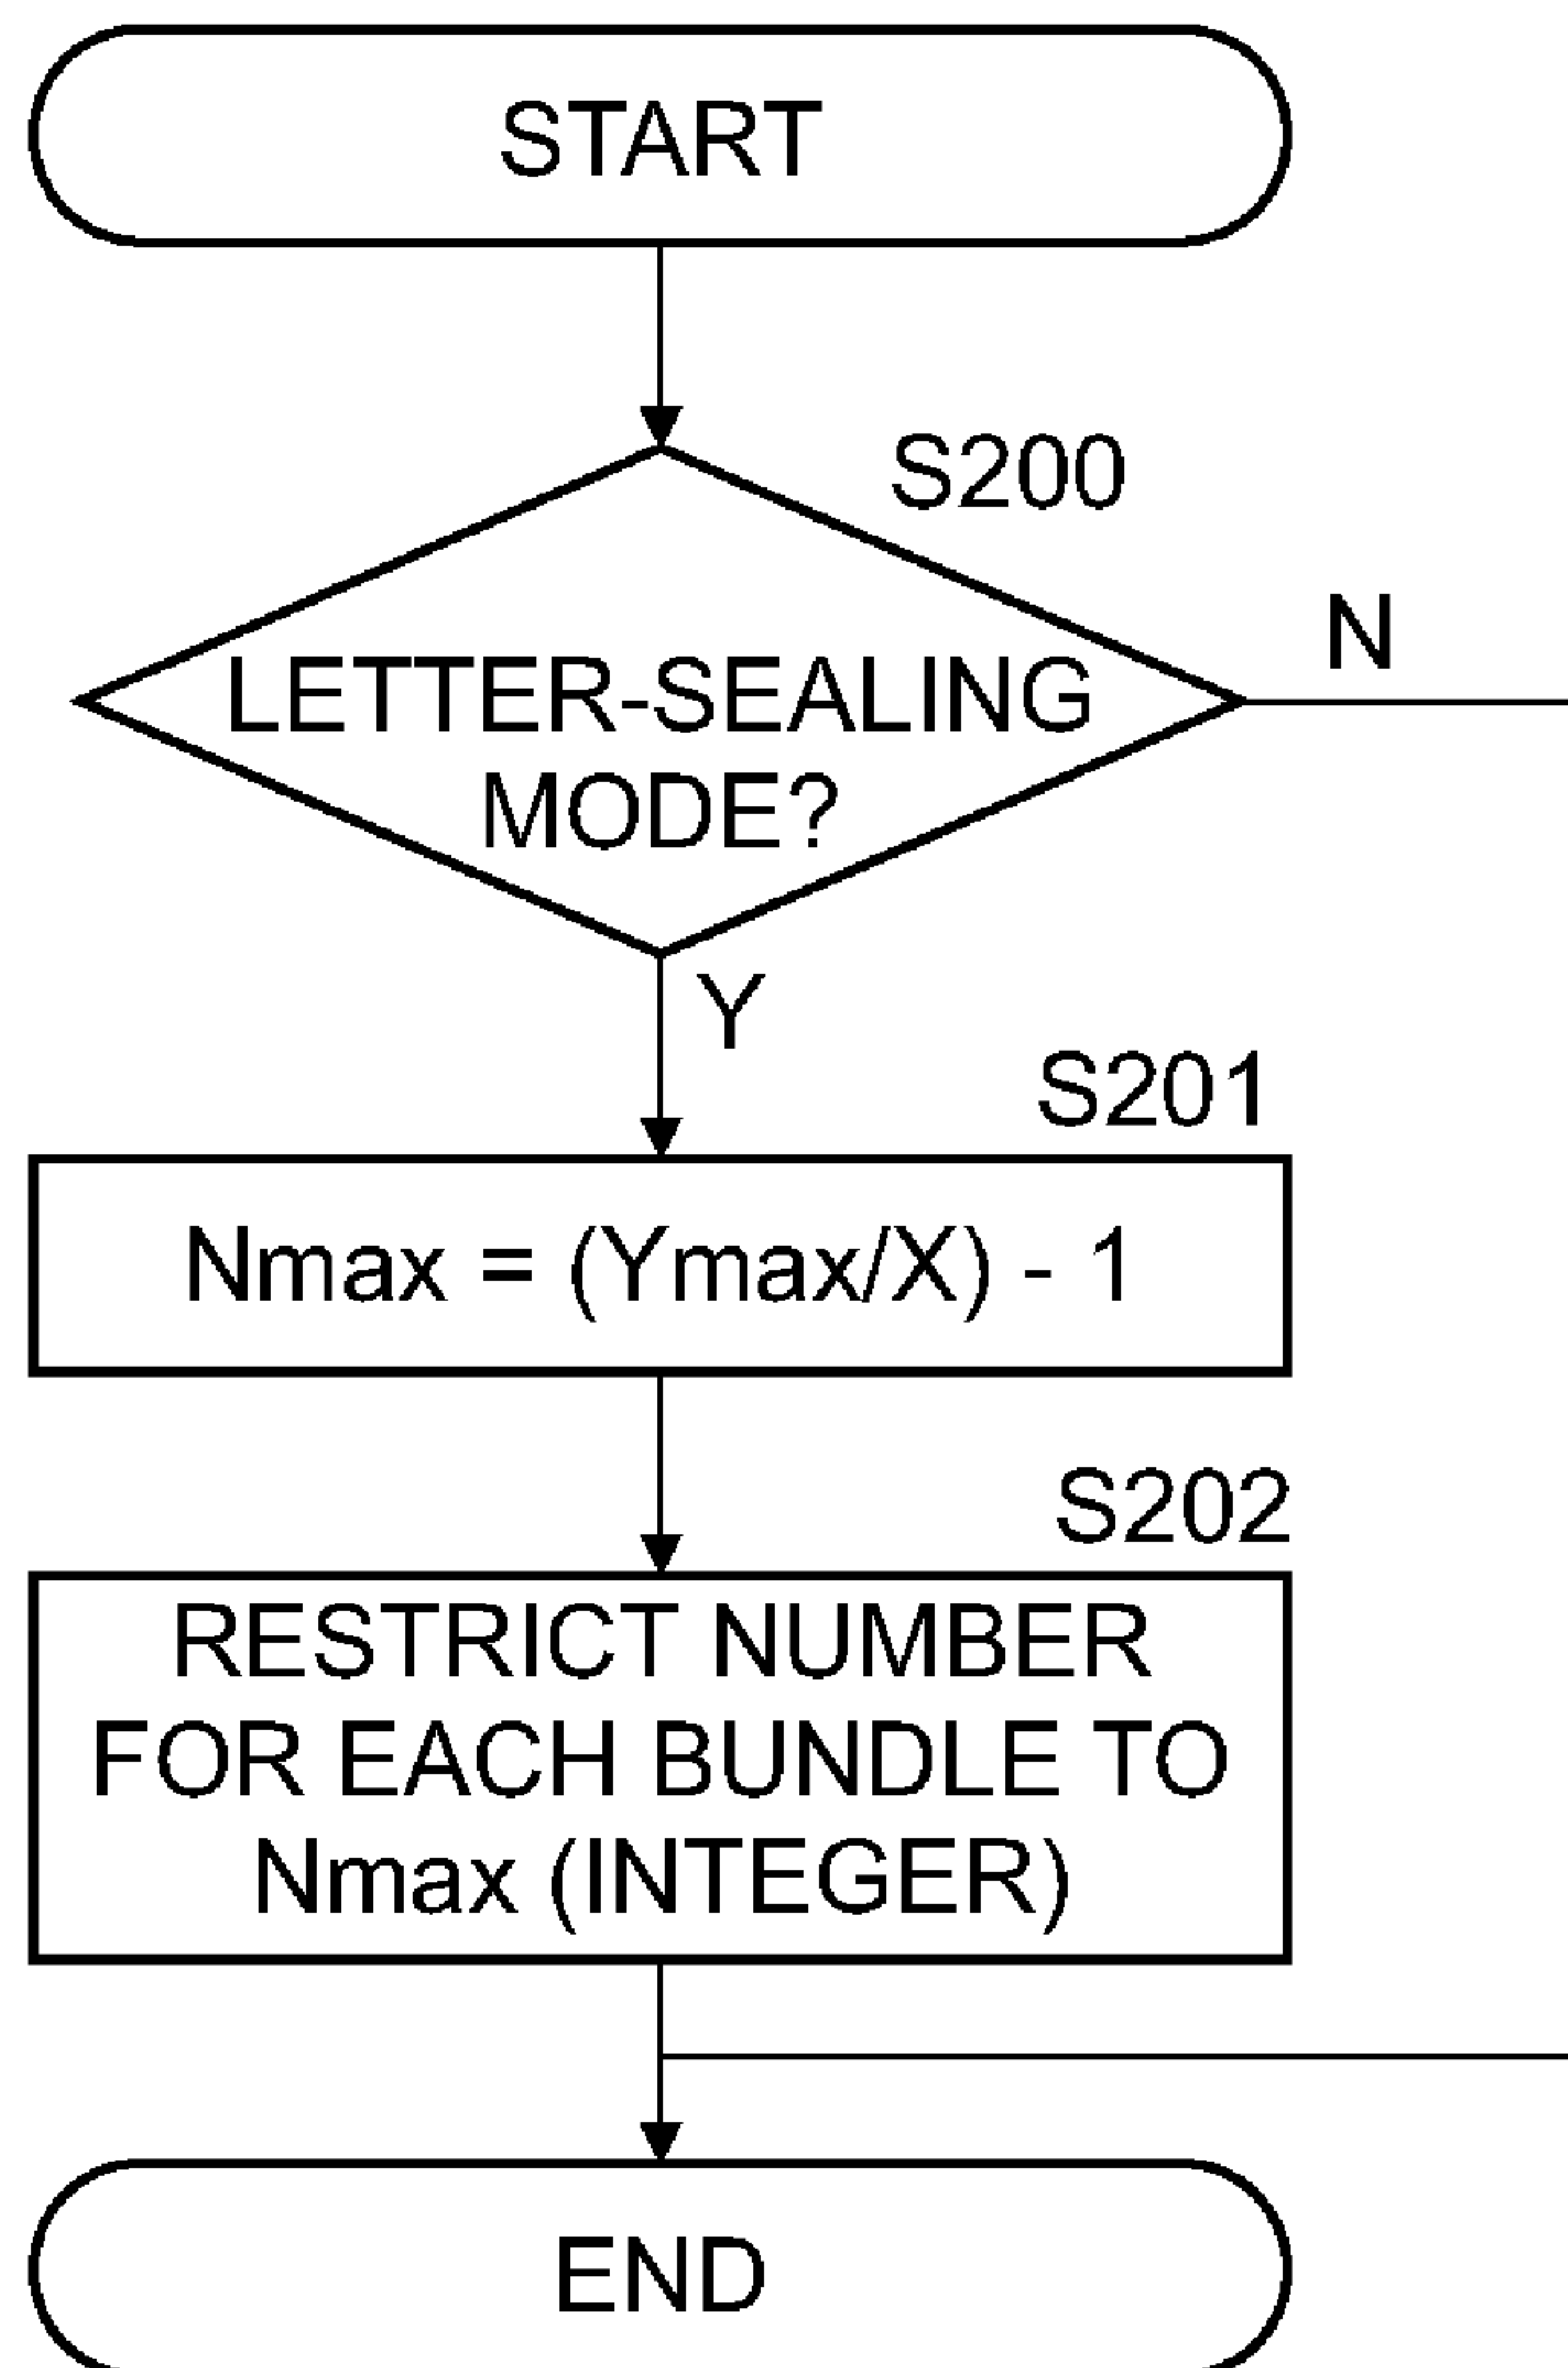 START
S200
N
LETTER-SEALING
MODE?
Y
S201
Nmax = (Ymax/X) - 1
S202
RESTRICT NUMBER
FOR EACH BUNDLE TO
Nmax (INTEGER)
END